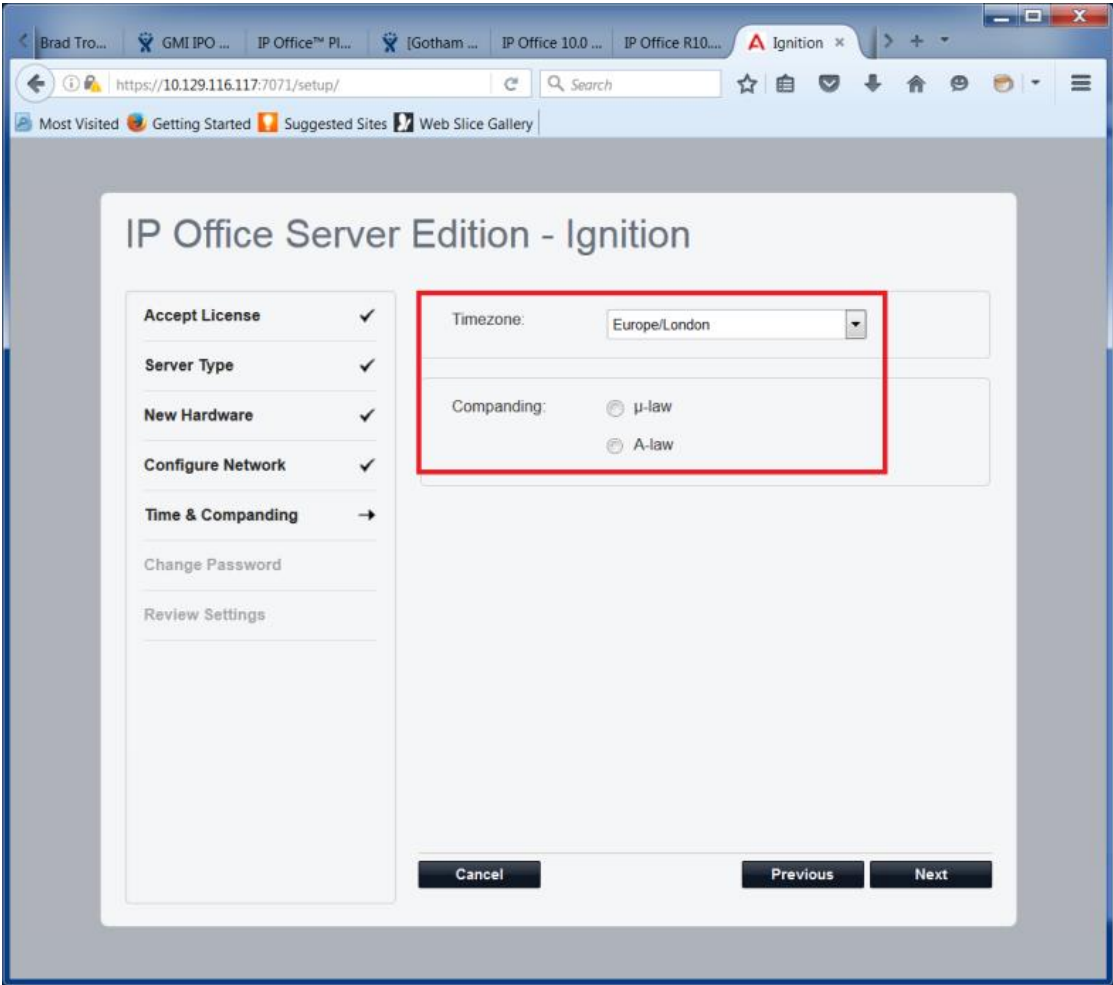 Brad Tro... GMI IPO ... IP Office™ Pl... [Gotham ... IP Office 10.0 ... IP Office R10.... Ignition ×
https://10.129.116.117:7071/setup/ Search
Most Visited Getting Started Suggested Sites Web Slice Gallery
IP Office Server Edition - Ignition
Accept License
Server Type
New Hardware
Configure Network
Time & Companding
Change Password
Review Settings
Timezone: Europe/London
Companding: µ-law
A-law
Cancel Previous Next